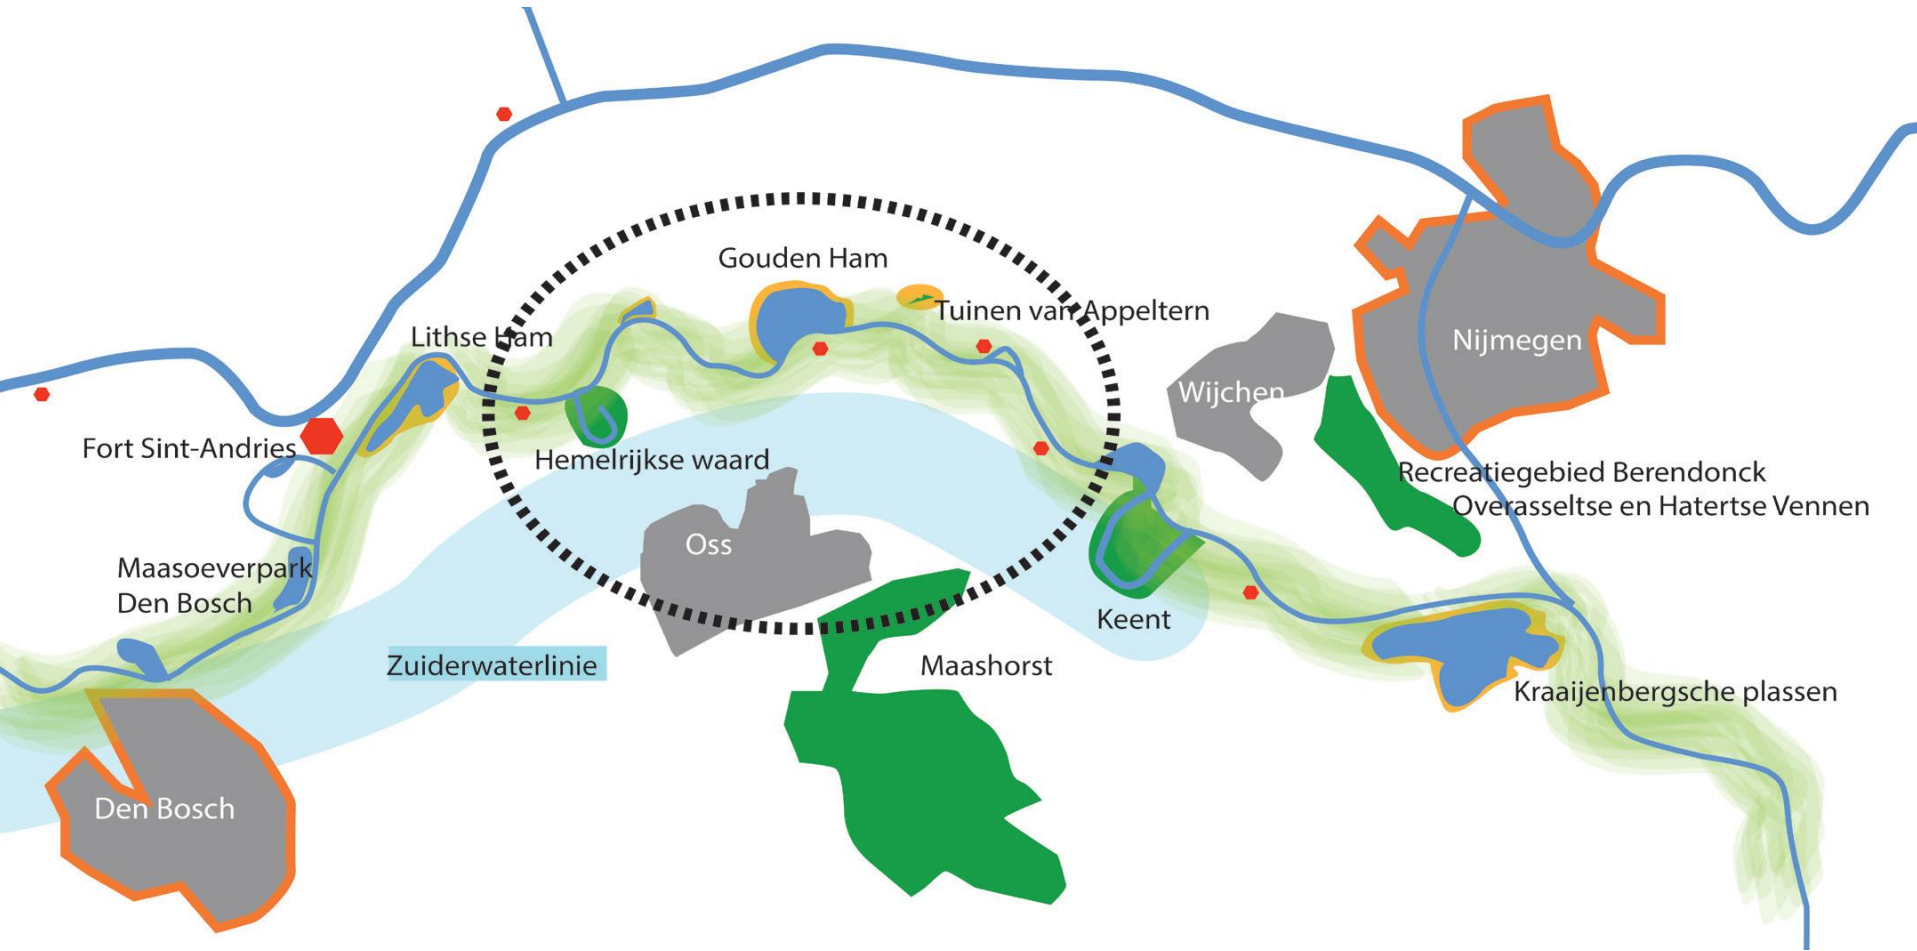 Gouden Ham
Tuinen van Appeltern
Lithse Ham
Nijmegen
Wijchen
Fort Sint-Andries
Hemelrijkse waard
Recreatiegebied Berendonck
Overasseltse en Hatertse Vennen
Oss
Maasoeverpark
Den Bosch
Keent
Zuiderwaterlinie
Maashorst
Kraaijenbergsche plassen
Den Bosch